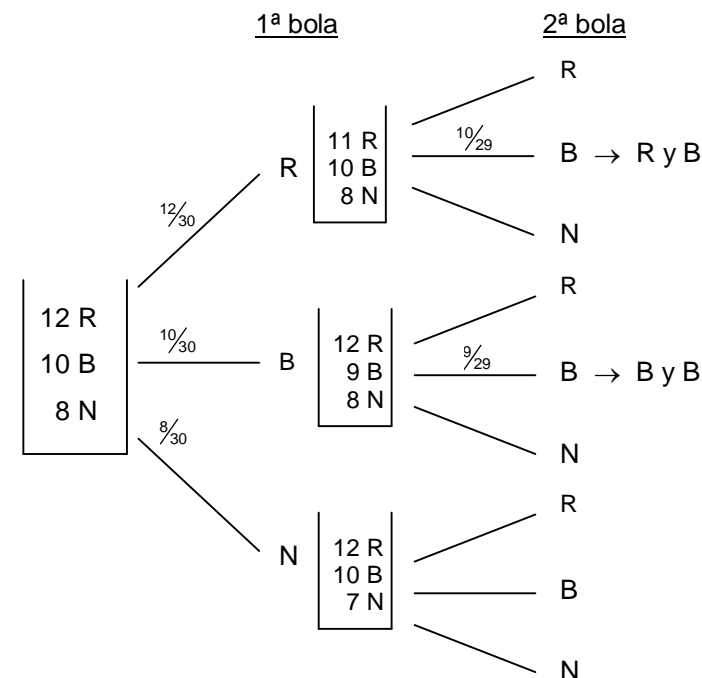 1ª bola 2ª bola
R
11 R
10 B
8 N
R
10/29
B → R y B
12/30
N
R
12 R
10 B
8 N
10/30
B
12 R
9 B
8 N
9/29
B → B y B
8/30
N
R
N
12 R
10 B
7 N
B
N